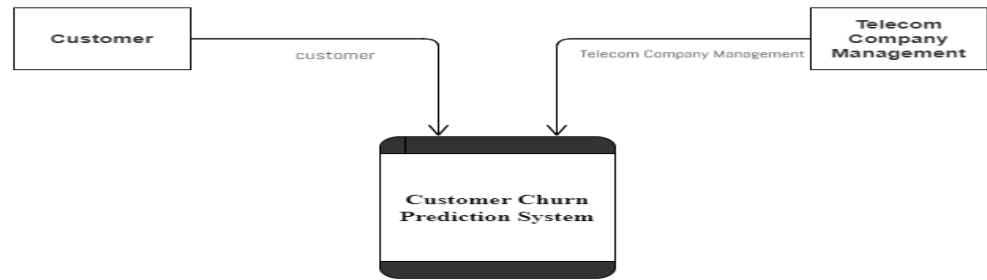 Customer
customer
Telecom Company Management
Telecom
Company
Management
Customer Churn
Prediction System